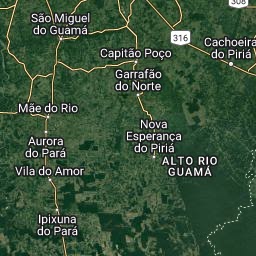 308
São Miguel
do Guamá
316
Cachoeira
do Piriá
Capitão Poço
Garrafão
do Norte
Mãe do Rio
Nova
Esperança
do Piriá
Aurora
do Pará
ALTO RIO
GUAMÁ
Vila do Amor
Ipixuna
do Pará